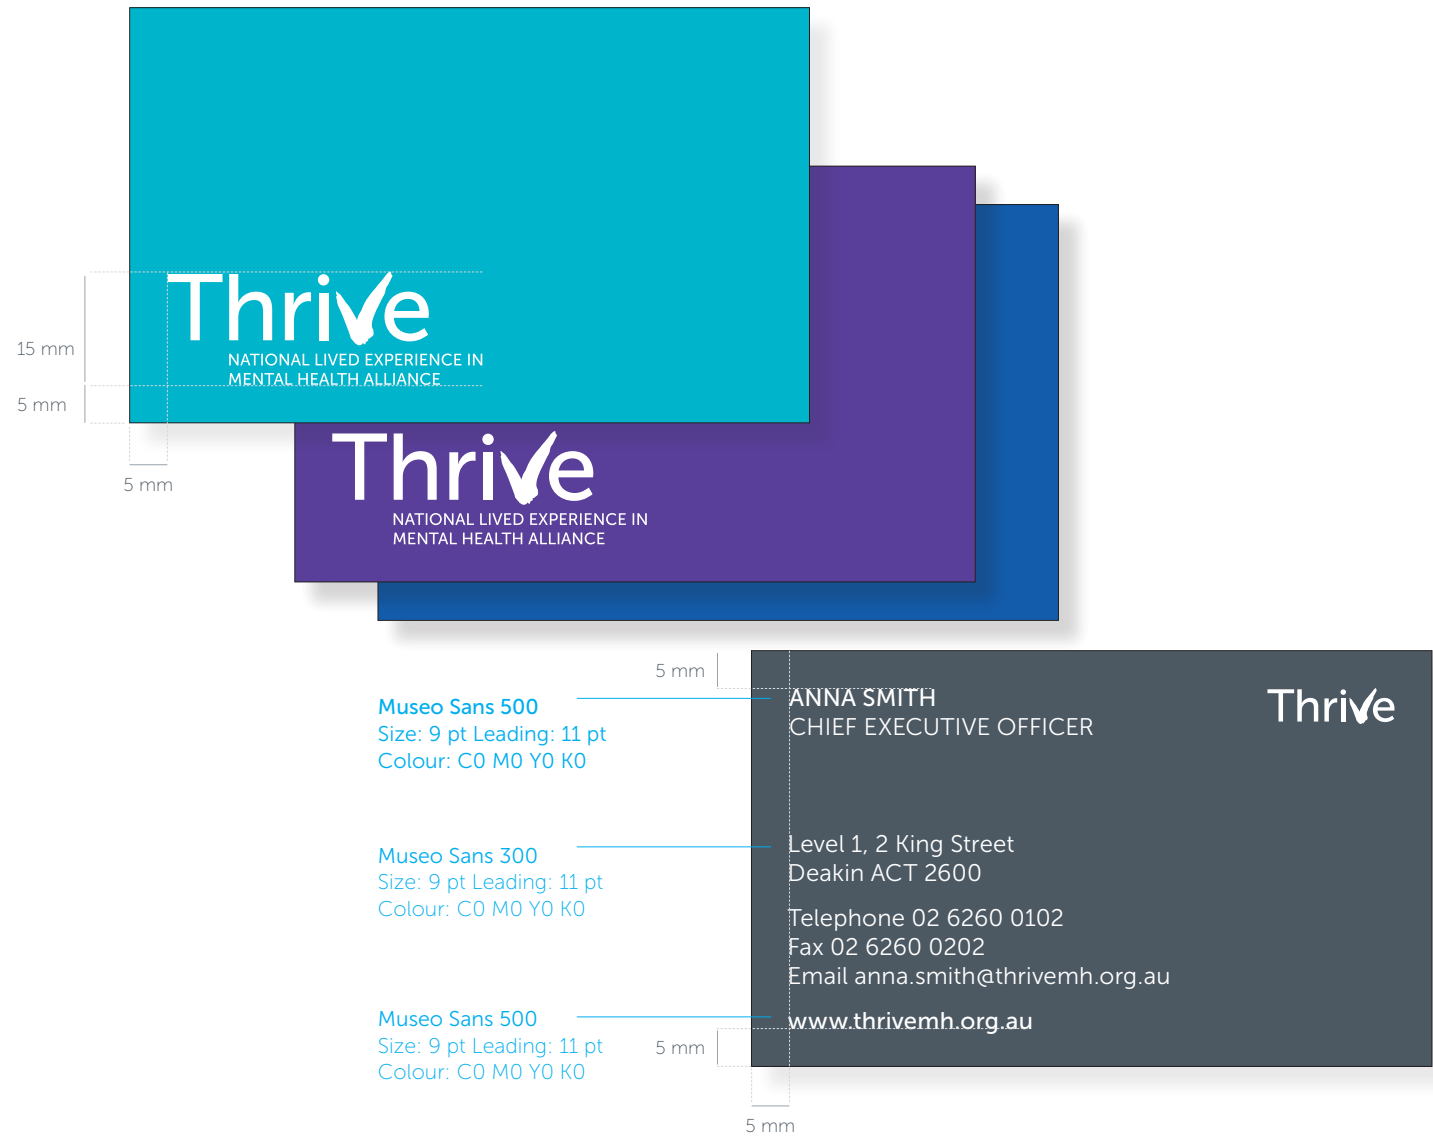 Thrive
NATIONAL LIVED EXPERIENCE IN
MENTAL HEALTH ALLIANCE
15 mm
5 mm
5 mm
Thrive
NATIONAL LIVED EXPERIENCE IN
MENTAL HEALTH ALLIANCE
5 mm
Museo Sans 500
Size: 9 pt Leading: 11 pt
Colour: C0 M0 Y0 K0
ANNA SMITH
CHIEF EXECUTIVE OFFICER
Thrive
Museo Sans 300
Size: 9 pt Leading: 11 pt
Colour: C0 M0 Y0 K0
Level 1, 2 King Street
Deakin ACT 2600
Telephone 02 6260 0102
Fax 02 6260 0202
Email anna.smith@thrivemh.org.au
Museo Sans 500
Size: 9 pt Leading: 11 pt
Colour: C0 M0 Y0 K0
www.thrivemh.org.au
5 mm
5 mm